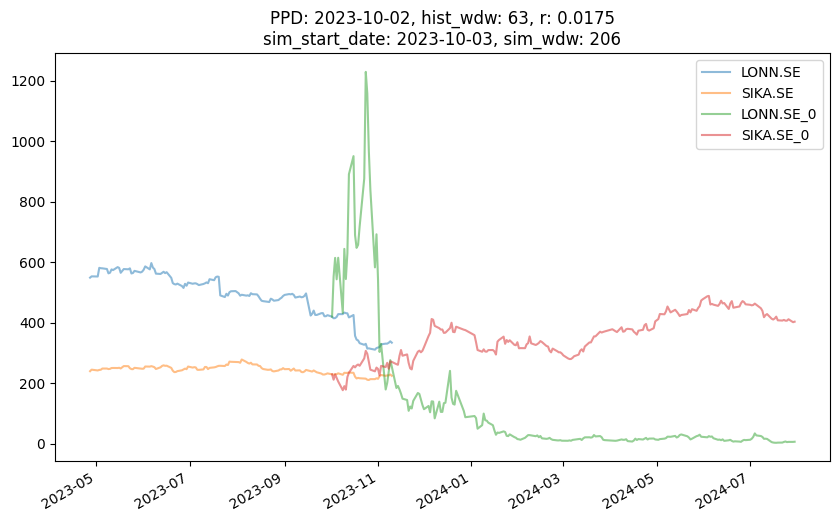 PPD: 2023-10-02, hist_wdw: 63, r: 0.0175
sim_start_date: 2023-10-03, sim_wdw: 206
LONN.SE
SIKA.SE
LONN.SE_0
SIKA.SE_0
1200
1000
800
600
400
200
0
2023-05
2023-07
2023-09
2023-11
2024-01
2024-03
2024-05
2024-07